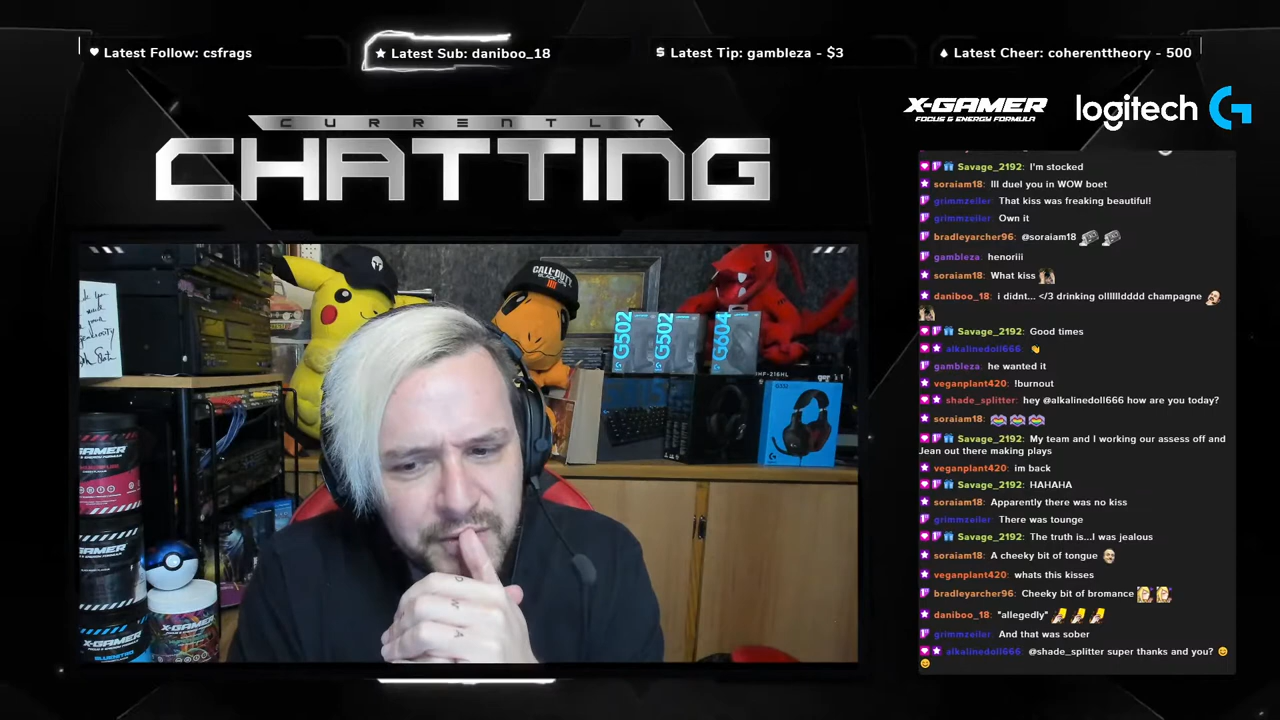 Latest Follow: csfrags
Latest Sub: daniboo_18
Latest Tip: gambleza - $3
Latest Cheer: coherenttheory - 500
CURRENTLY
CHATTING
X-GAMER
FOCUS & ENERGY FORMULA
logitech G
Savage_2192: I'm stocked
soraiam18: Ill duel you in WOW boet
grimmzeiler: That kiss was freaking beautiful!
grimmzeiler: Own it
bradleyarcher96: @soraiam18
gambleza: henoriii
soraiam18: What kiss
daniboo_18: i didnt... </3 drinking ollllllldddd champagne
Savage_2192: Good times
alkalinedoll666
gambleza: he wanted it
veganplant420: !burnout
shade_splitter: hey @alkalinedoll666 how are you today?
soraiam18:
Savage_2192: My team and I working our assess off and
Jean out there making plays
veganplant420: im back
Savage_2192: HAHAHA
soraiam18: Apparently there was no kiss
grimmzeiler: There was tounge
Savage_2192: The truth is...I was jealous
soraiam18: A cheeky bit of tongue
veganplant420: whats this kisses
bradleyarcher96: Cheeky bit of bromance
daniboo_18: "allegedly"
grimmzeiler: And that was sober
alkalinedoll666: @shade_splitter super thanks and you?
CALL OF DUTY
G502
G502
G604
G332
X-GAMER